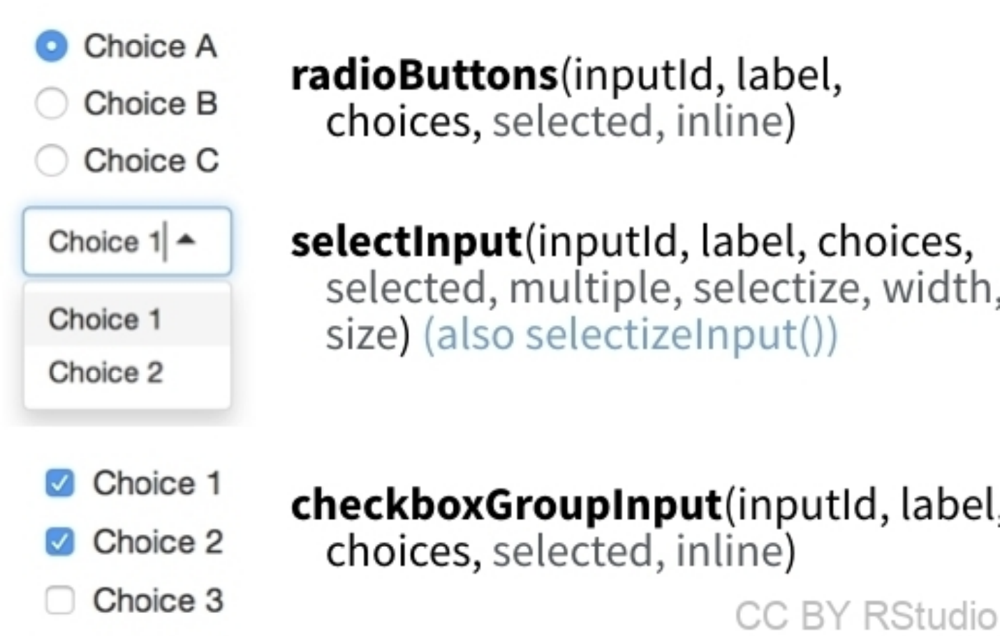 Choice A
Choice B
Choice C
radioButtons(inputId, label,
choices, selected, inline)
Choice 1
Choice 1
Choice 2
selectInput(inputId, label, choices,
selected, multiple, selectize, width,
size) (also selectizeInput())
Choice 1
Choice 2
Choice 3
checkboxGroupInput(inputId, label,
choices, selected, inline)
CC BY RStudio